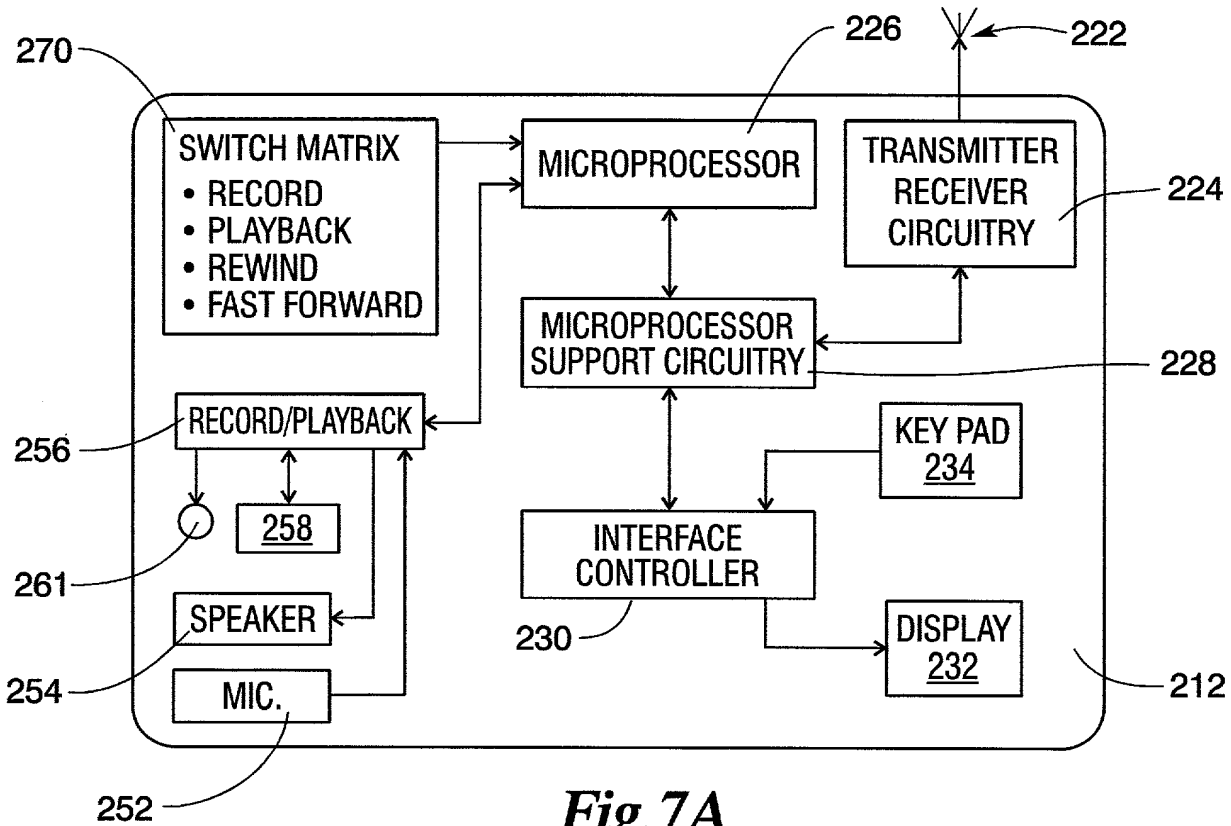 270
226
222
SWITCH MATRIX
• RECORD
• PLAYBACK
• REWIND
• FAST FORWARD
MICROPROCESSOR
TRANSMITTER
RECEIVER
CIRCUITRY
224
MICROPROCESSOR
SUPPORT CIRCUITRY
228
RECORD/PLAYBACK
256
KEY PAD
234
261
258
INTERFACE
CONTROLLER
230
SPEAKER
254
DISPLAY
232
212
MIC.
252
Fig. 7A